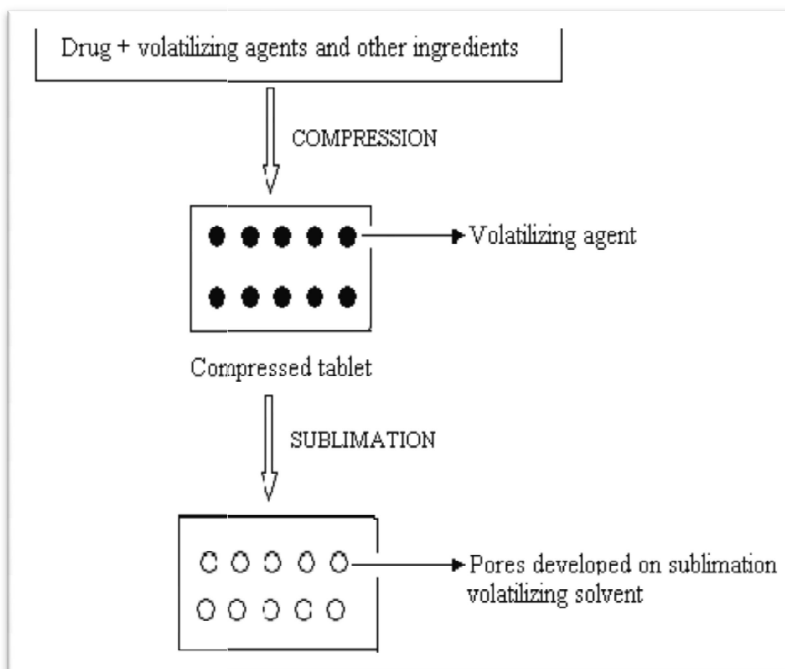 Drug + volatilizing agents and other ingredients
COMPRESSION
Volatilizing agent
Compressed tablet
SUBLIMATION
Pores developed on sublimation
volatilizing solvent